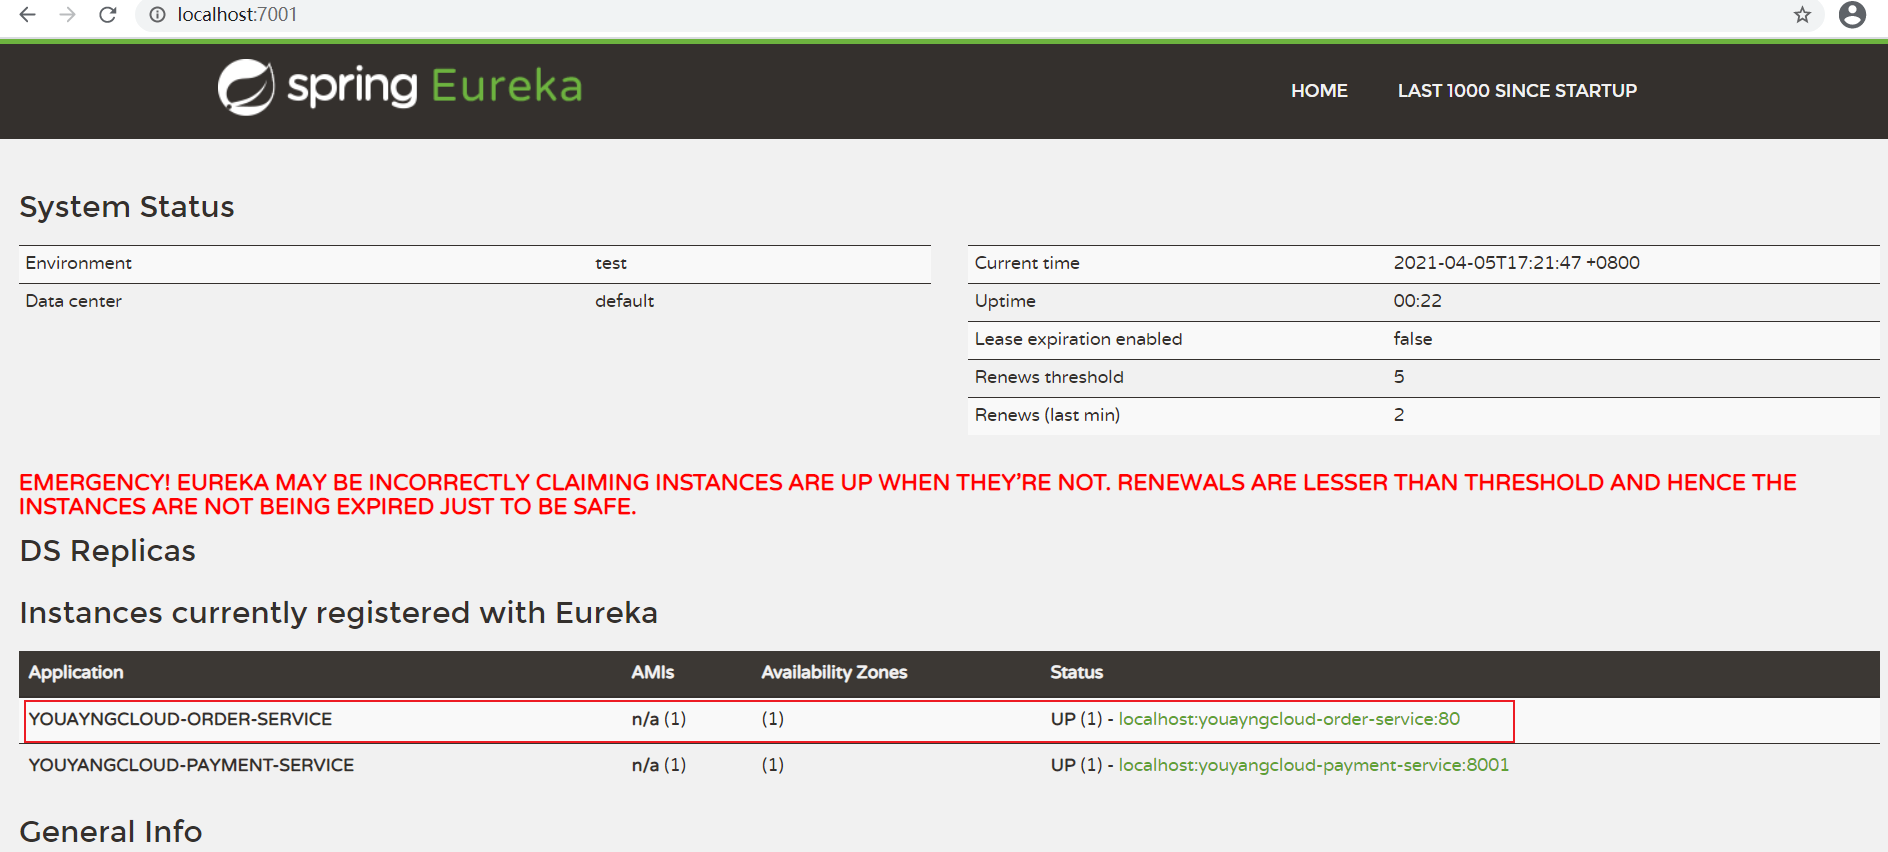 localhost:7001
spring Eureka
HOME LAST 1000 SINCE STARTUP
System Status
Environment test
Data center default
Current time 2021-04-05T17:21:47 +0800
Uptime 00:22
Lease expiration enabled false
Renews threshold 5
Renews (last min) 2
EMERGENCY! EUREKA MAY BE INCORRECTLY CLAIMING INSTANCES ARE UP WHEN THEY'RE NOT. RENEWALS ARE LESSER THAN THRESHOLD AND HENCE THE
INSTANCES ARE NOT BEING EXPIRED JUST TO BE SAFE.
DS Replicas
Instances currently registered with Eureka
Application AMIs Availability Zones Status
YOUAYNGCLOUD-ORDER-SERVICE n/a (1) (1) UP (1) - localhost:youayngcloud-order-service:80
YOUYANGCLOUD-PAYMENT-SERVICE n/a (1) (1) UP (1) - localhost:youyangcloud-payment-service:8001
General Info